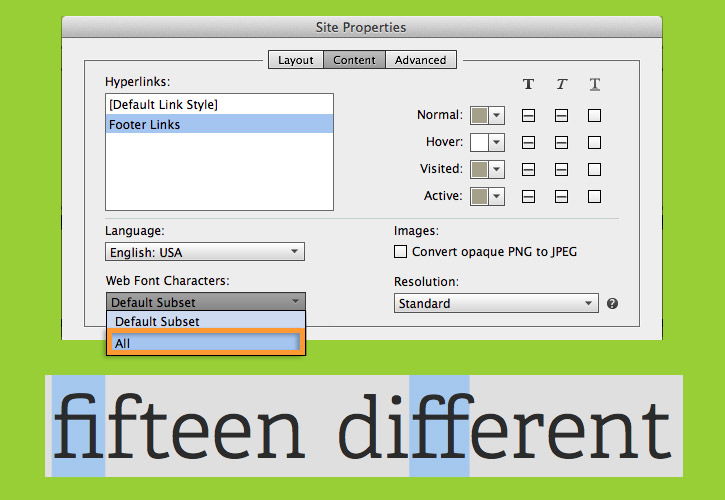 Site Properties
Layout Content Advanced
Hyperlinks:
[Default Link Style]
Footer Links
T T T
Normal:
Hover:
Visited:
Active:
Language:
English: USA
Images:
Convert opaque PNG to JPEG
Web Font Characters:
Default Subset
Default Subset
All
Resolution:
Standard ?
fifteen different